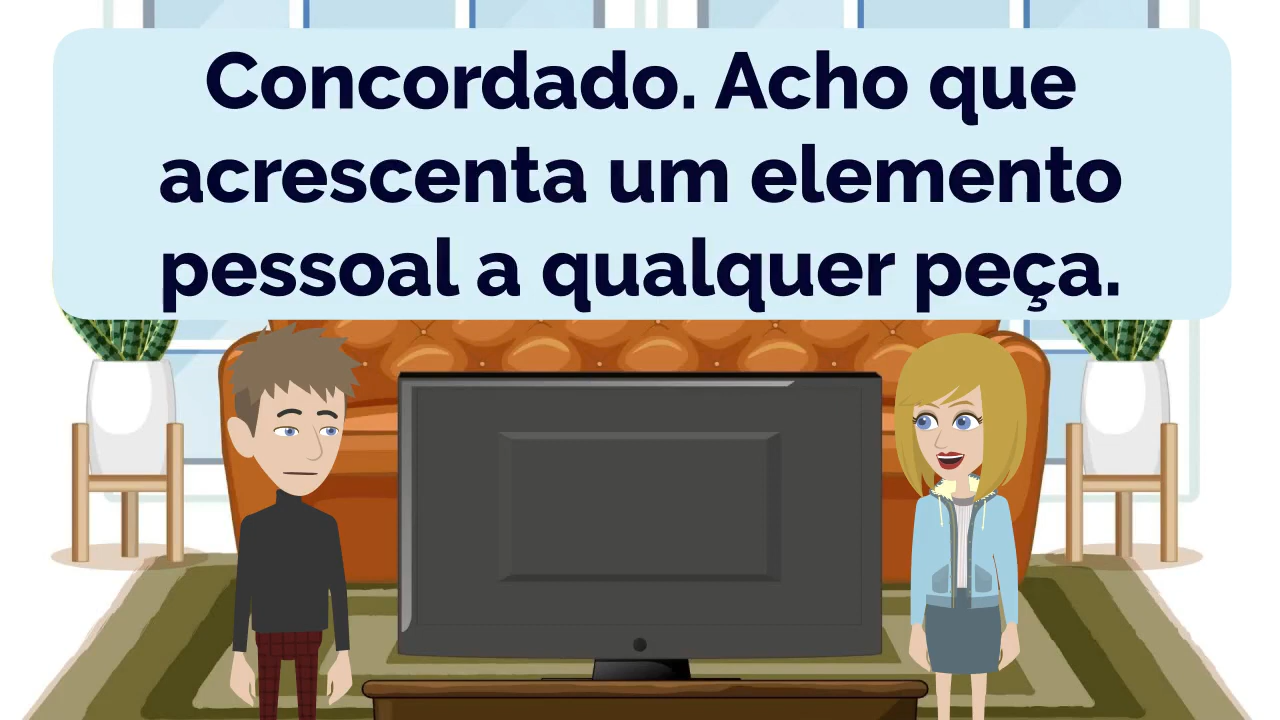 Concordado. Acho que
acrescenta um elemento
pessoal a qualquer peça.